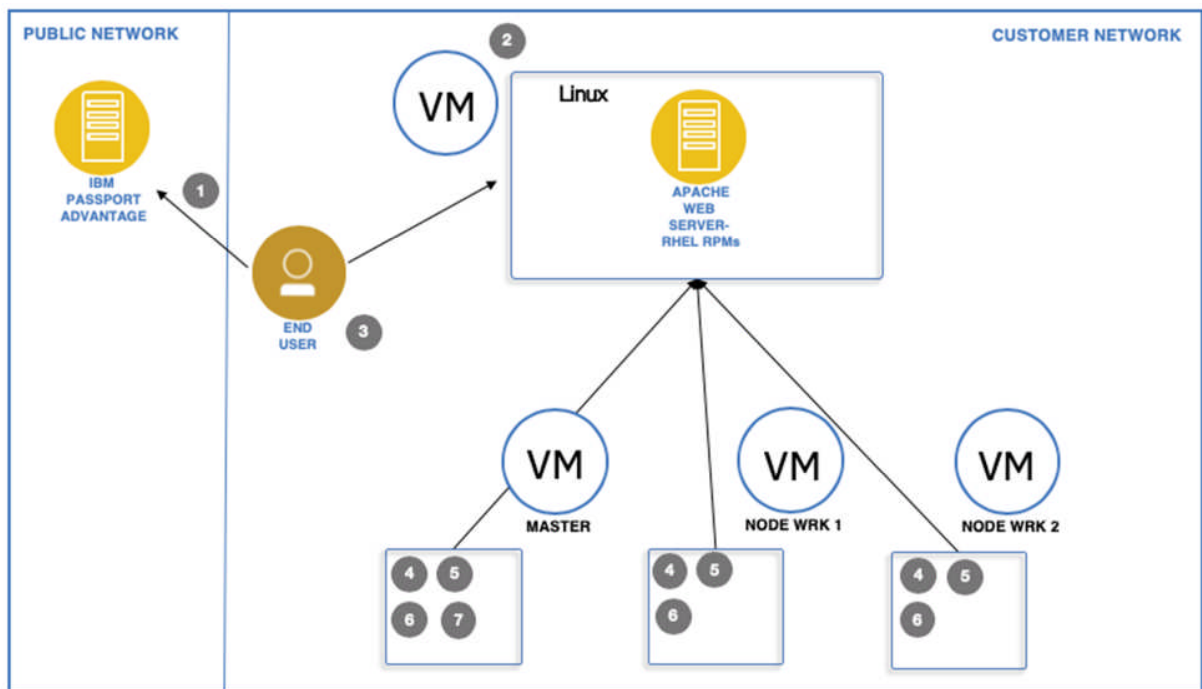 PUBLIC NETWORK
CUSTOMER NETWORK
2
VM
Linux
IBM
PASSPORT
ADVANTAGE
1
APACHE
WEB
SERVER-
RHEL RPMs
END
USER
3
VM
MASTER
VM
NODE WRK 1
VM
NODE WRK 2
4 5
6 7
4 5
6
4 5
6